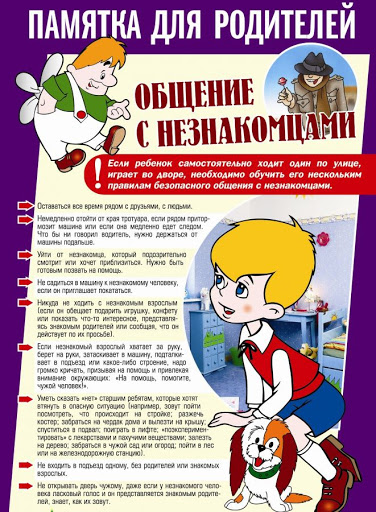 ПАМЯТКА ДЛЯ РОДИТЕЛЕЙ
ОБЩЕНИЕ
С НЕЗНАКОМЦАМИ
! Если ребенок самостоятельно ходит один по улице,
играет во дворе, необходимо обучить его нескольким
правилам безопасного общения с незнакомцами.
Оставаться все время рядом с друзьями, с людьми.
Немедленно отойти от края тротуара, если рядом притор-
мозит машина или если она медленно едет следом.
Что бы ни говорил водитель, нужно держаться от
машины подальше.
Уйти от незнакомца, который подозрительно
смотрит или хочет приблизиться. Нужно быть
готовым позвать на помощь.
Не садиться в машину к незнакомому человеку,
если он приглашает покататься.
Никуда не ходить с незнакомым взрослым
(если он обещает подарить игрушку, конфету
или показать что-то интересное, представля-
ясь знакомым родителей или сообщая, что он
действует по их просьбе).
Если незнакомый взрослый хватает за руку,
берет на руки, затаскивает в машину, подталки-
вает в подъезд или какое-либо строение, надо
громко кричать, призывая на помощь и привлекая
внимание окружающих: «На помощь, помогите,
чужой человек!».
Уметь сказать «нет» старшим ребятам, которые хотят
втянуть в опасную ситуацию (например, зовут пойти
посмотреть, что происходит на стройке; разжечь
костер; забраться на чердак дома и вылезти на крышу;
спуститься в подвал; поиграть в лифте; «поэксперимен-
тировать» с лекарствами и пахучими веществами; залезть
на дерево; забраться в чужой сад или огород; пойти в лес
или на железнодорожную станцию).
Не входить в подъезд одному, без родителей или знакомых
взрослых.
Не открывать дверь чужому, даже если у незнакомого чело-
века ласковый голос и он представляется знакомым родите-
лей, знает, как их зовут.